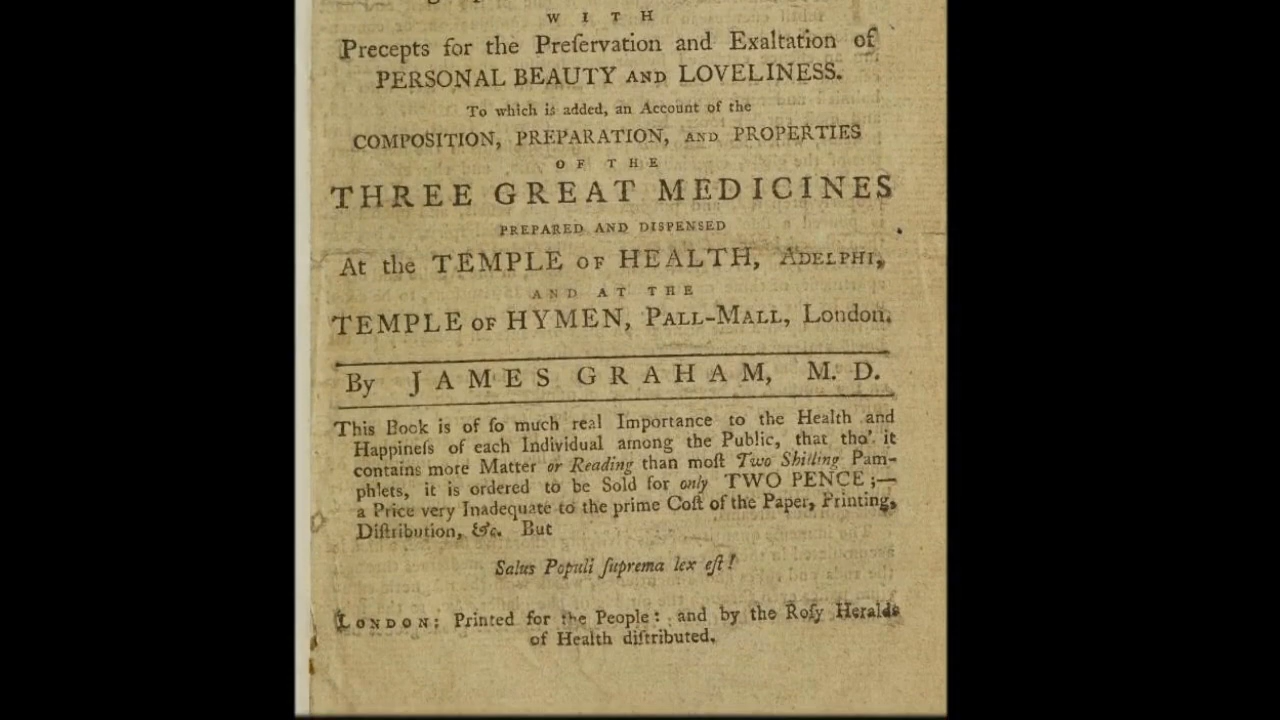 WITH
Precepts for the Preſervation and Exaltation of
PERSONAL BEAUTY AND LOVELINESS.
To which is added, an Account of the
COMPOSITION, PREPARATION, AND PROPERTIES
OF THE
THREE GREAT MEDICINES
PREPARED AND DISPENSED
At the TEMPLE OF HEALTH, ADELPHI,
AND AT THE
TEMPLE OF HYMEN, PALL-MALL, London.
By JAMES GRAHAM, M. D.
This Book is of ſo much real Importance to the Health and
Happineſs of each Individual among the Public, that tho' it
contains more Matter or Reading than moſt Two Shilling Pam-
phlets, it is ordered to be Sold for only TWO PENCE;—
a Price very Inadequate to the prime Coſt of the Paper, Printing,
Diſtribution, &c. But
Salus Populi ſuprema lex eſt!
LONDON: Printed for the People: and by the Roſy Heralds
of Health diſtributed.